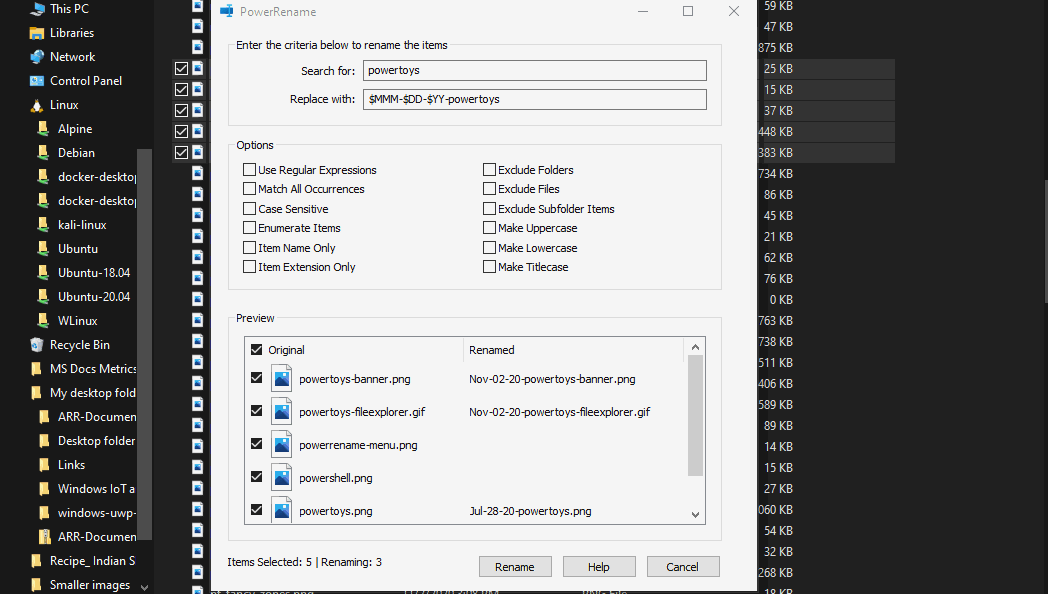 This PC
Libraries
Network
Control Panel
Linux
Alpine
Debian
docker-desktop
docker-desktop
kali-linux
Ubuntu
Ubuntu-18.04
Ubuntu-20.04
WLinux
Recycle Bin
MS Docs Metrics
My desktop fold
ARR-Documen
Desktop folder
Links
Windows IoT a
windows-uwp-
ARR-Documen
Recipe_ Indian S
Smaller images
PowerRename
Enter the criteria below to rename the items
Search for: powertoys
Replace with: $MMM-$DD-$YY-powertoys
Options
Use Regular Expressions
Match All Occurrences
Case Sensitive
Enumerate Items
Item Name Only
Item Extension Only
Exclude Folders
Exclude Files
Exclude Subfolder Items
Make Uppercase
Make Lowercase
Make Titlecase
Preview
Original Renamed
powertoys-banner.png Nov-02-20-powertoys-banner.png
powertoys-fileexplorer.gif Nov-02-20-powertoys-fileexplorer.gif
powerrename-menu.png
powershell.png
powertoys.png Jul-28-20-powertoys.png
Items Selected: 5 | Renaming: 3
Rename Help Cancel
59 KB
47 KB
875 KB
25 KB
15 KB
37 KB
448 KB
383 KB
734 KB
86 KB
45 KB
21 KB
62 KB
76 KB
0 KB
763 KB
738 KB
511 KB
406 KB
589 KB
89 KB
14 KB
15 KB
27 KB
060 KB
54 KB
32 KB
268 KB
18 KB